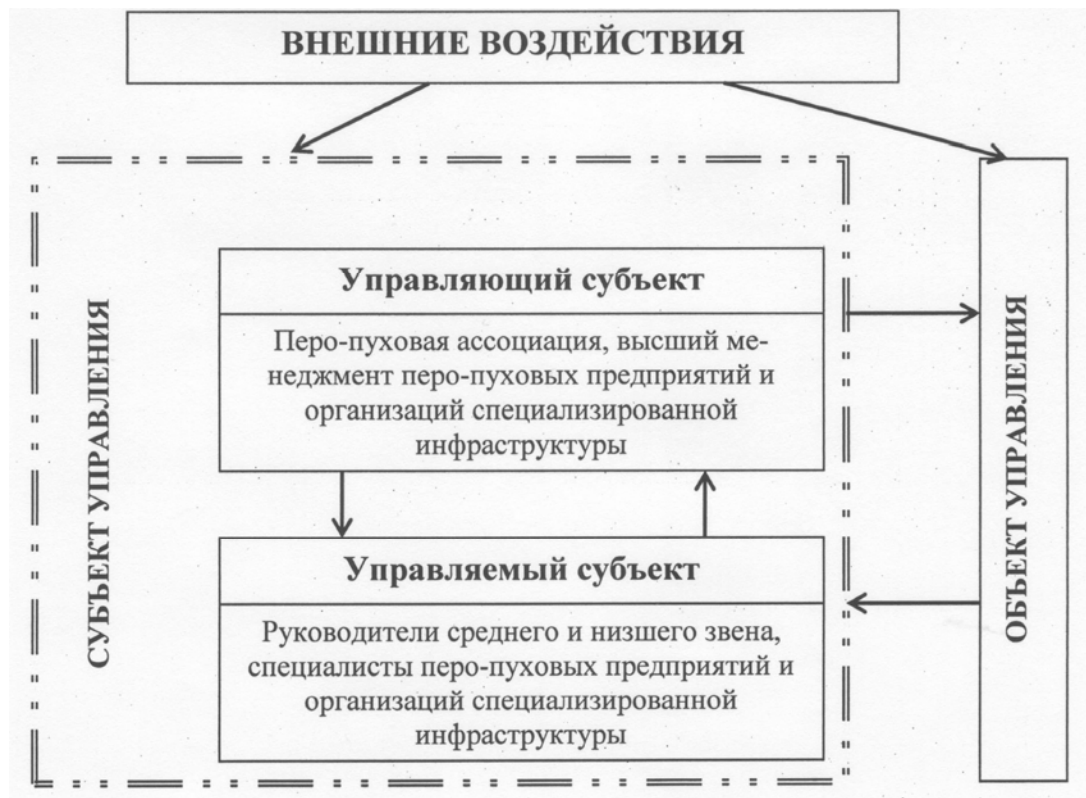 ВНЕШНИЕ ВОЗДЕЙСТВИЯ
СУБЪЕКТ УПРАВЛЕНИЯ
Управляющий субъект
Перо-пуховая ассоциация, высший ме-
неджмент перо-пуховых предприятий и
организаций специализированной
инфраструктуры
Управляемый субъект
Руководители среднего и низшего звена,
специалисты перо-пуховых предприятий и
организаций специализированной
инфраструктуры
ОБЪЕКТ УПРАВЛЕНИЯ